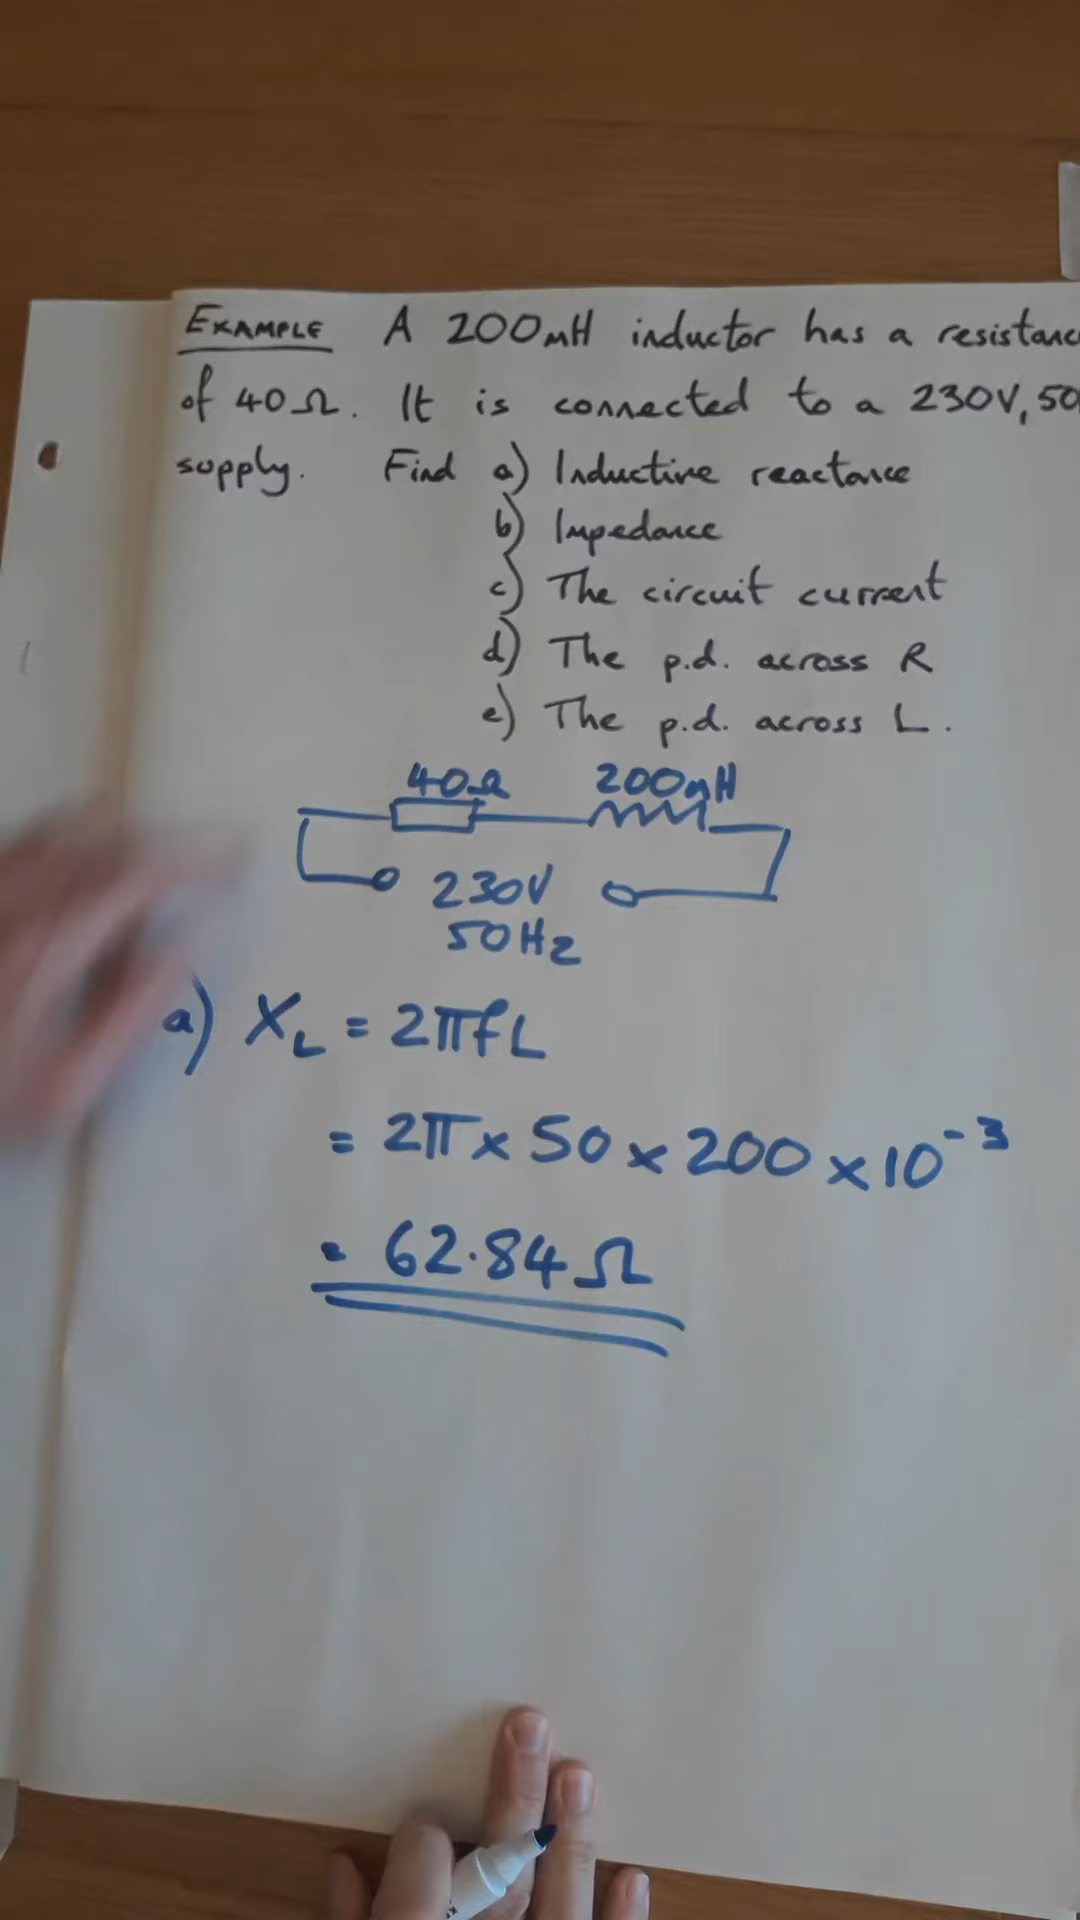 EXAMPLE A 200mH inductor has a resistanc
of 40Ω. It is connected to a 230V, 50
supply. Find a) Inductive reactance
b) Impedance
c) The circuit current
d) The p.d. across R
e) The p.d. across L.
40Ω 200mH
230V
50Hz
a) X_L = 2πfL
= 2π × 50 × 200 × 10⁻³
= 62.84Ω